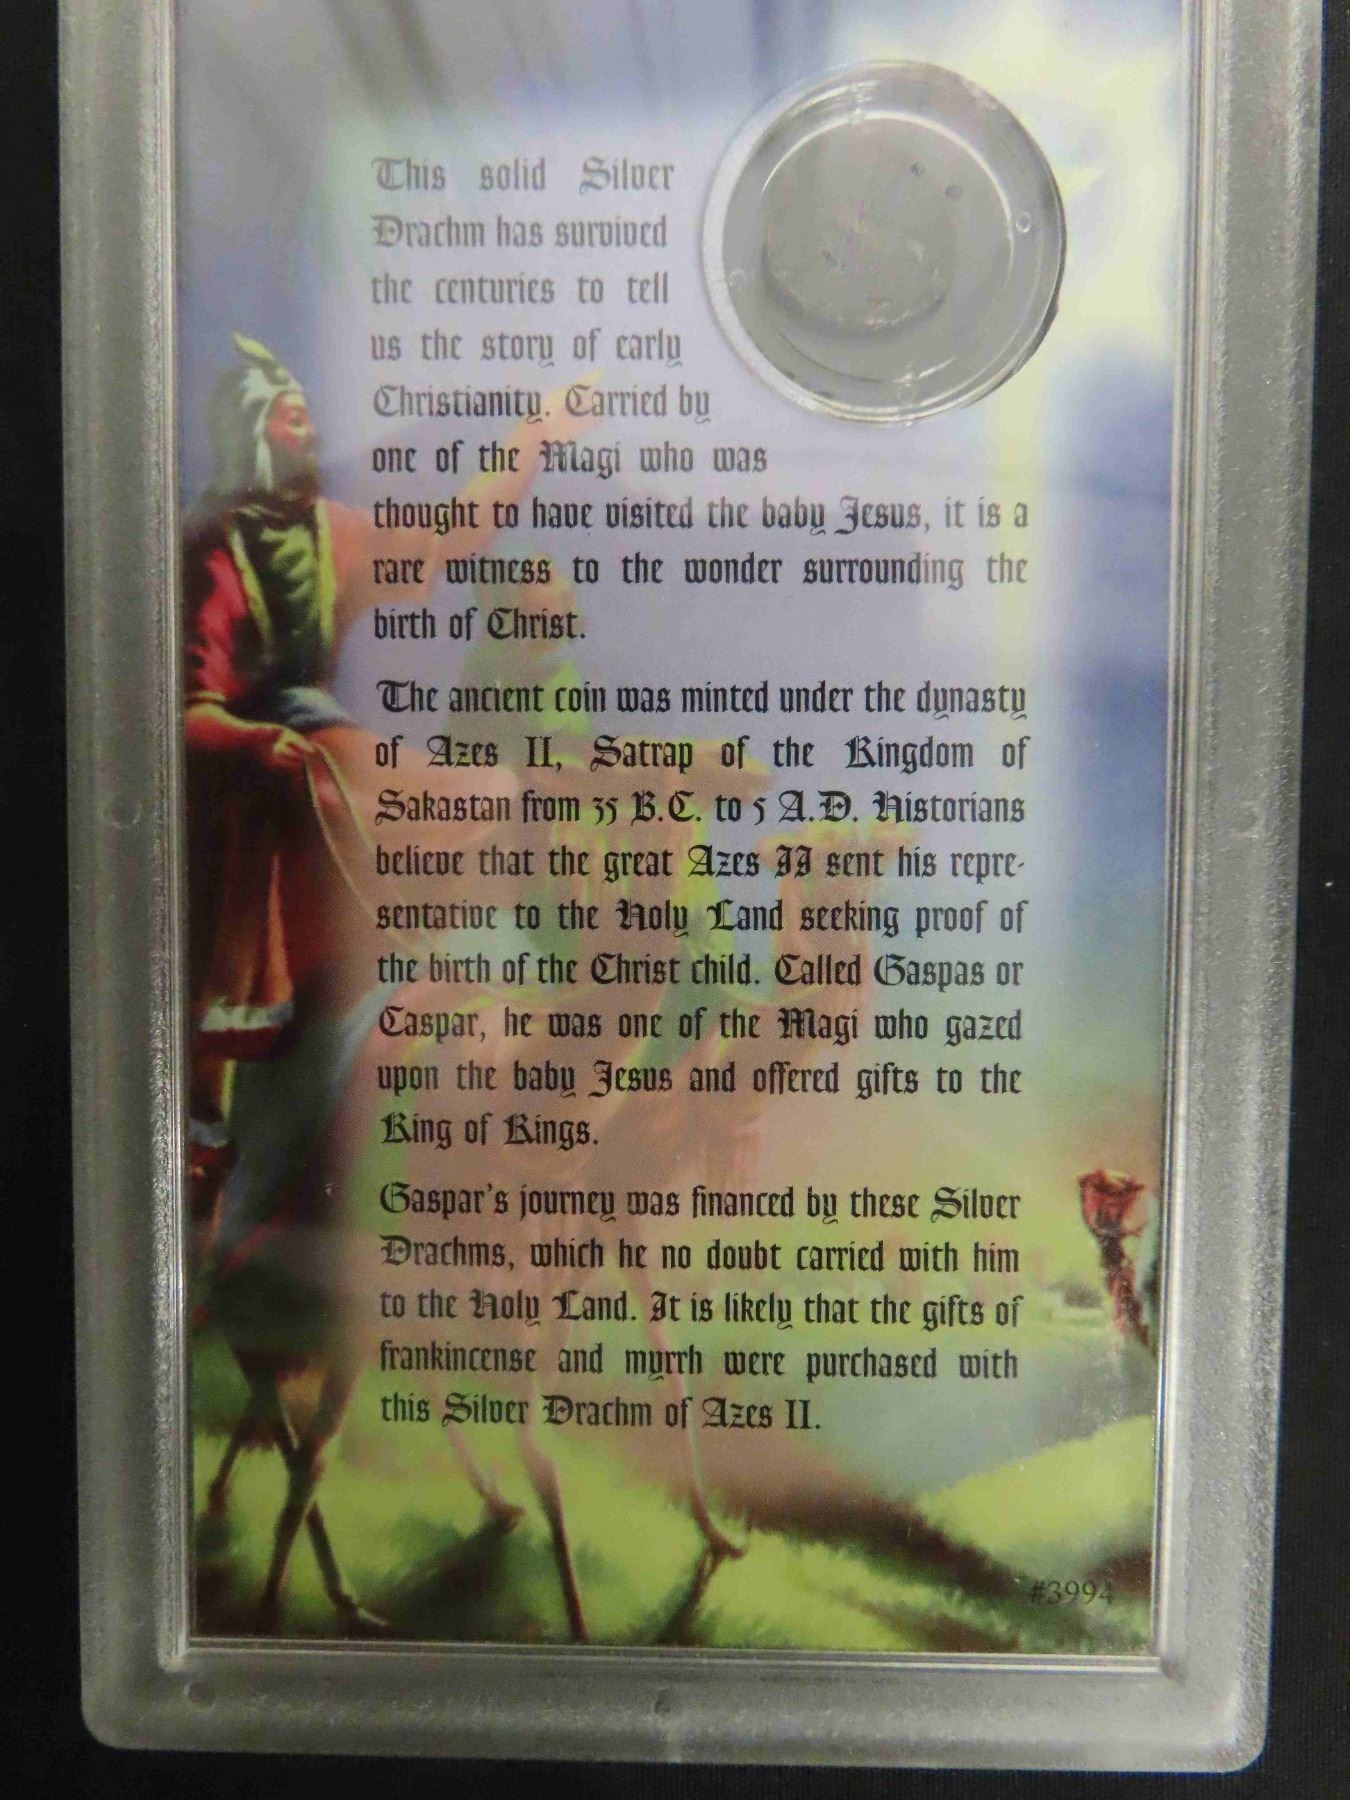 This solid Silver
Drachm has survived
the centuries to tell
us the story of early
Christianity. Carried by
one of the Magi who was
thought to have visited the baby Jesus, it is a
rare witness to the wonder surrounding the
birth of Christ.
The ancient coin was minted under the dynasty
of Azes II, Satrap of the Kingdom of
Sakastan from 35 B.C. to 5 A.D. Historians
believe that the great Azes II sent his repre-
sentative to the Holy Land seeking proof of
the birth of the Christ child. Called Gaspas or
Caspar, he was one of the Magi who gazed
upon the baby Jesus and offered gifts to the
King of Kings.
Gaspar's journey was financed by these Silver
Drachms, which he no doubt carried with him
to the Holy Land. It is likely that the gifts of
frankincense and myrrh were purchased with
this Silver Drachm of Azes II.
#3994